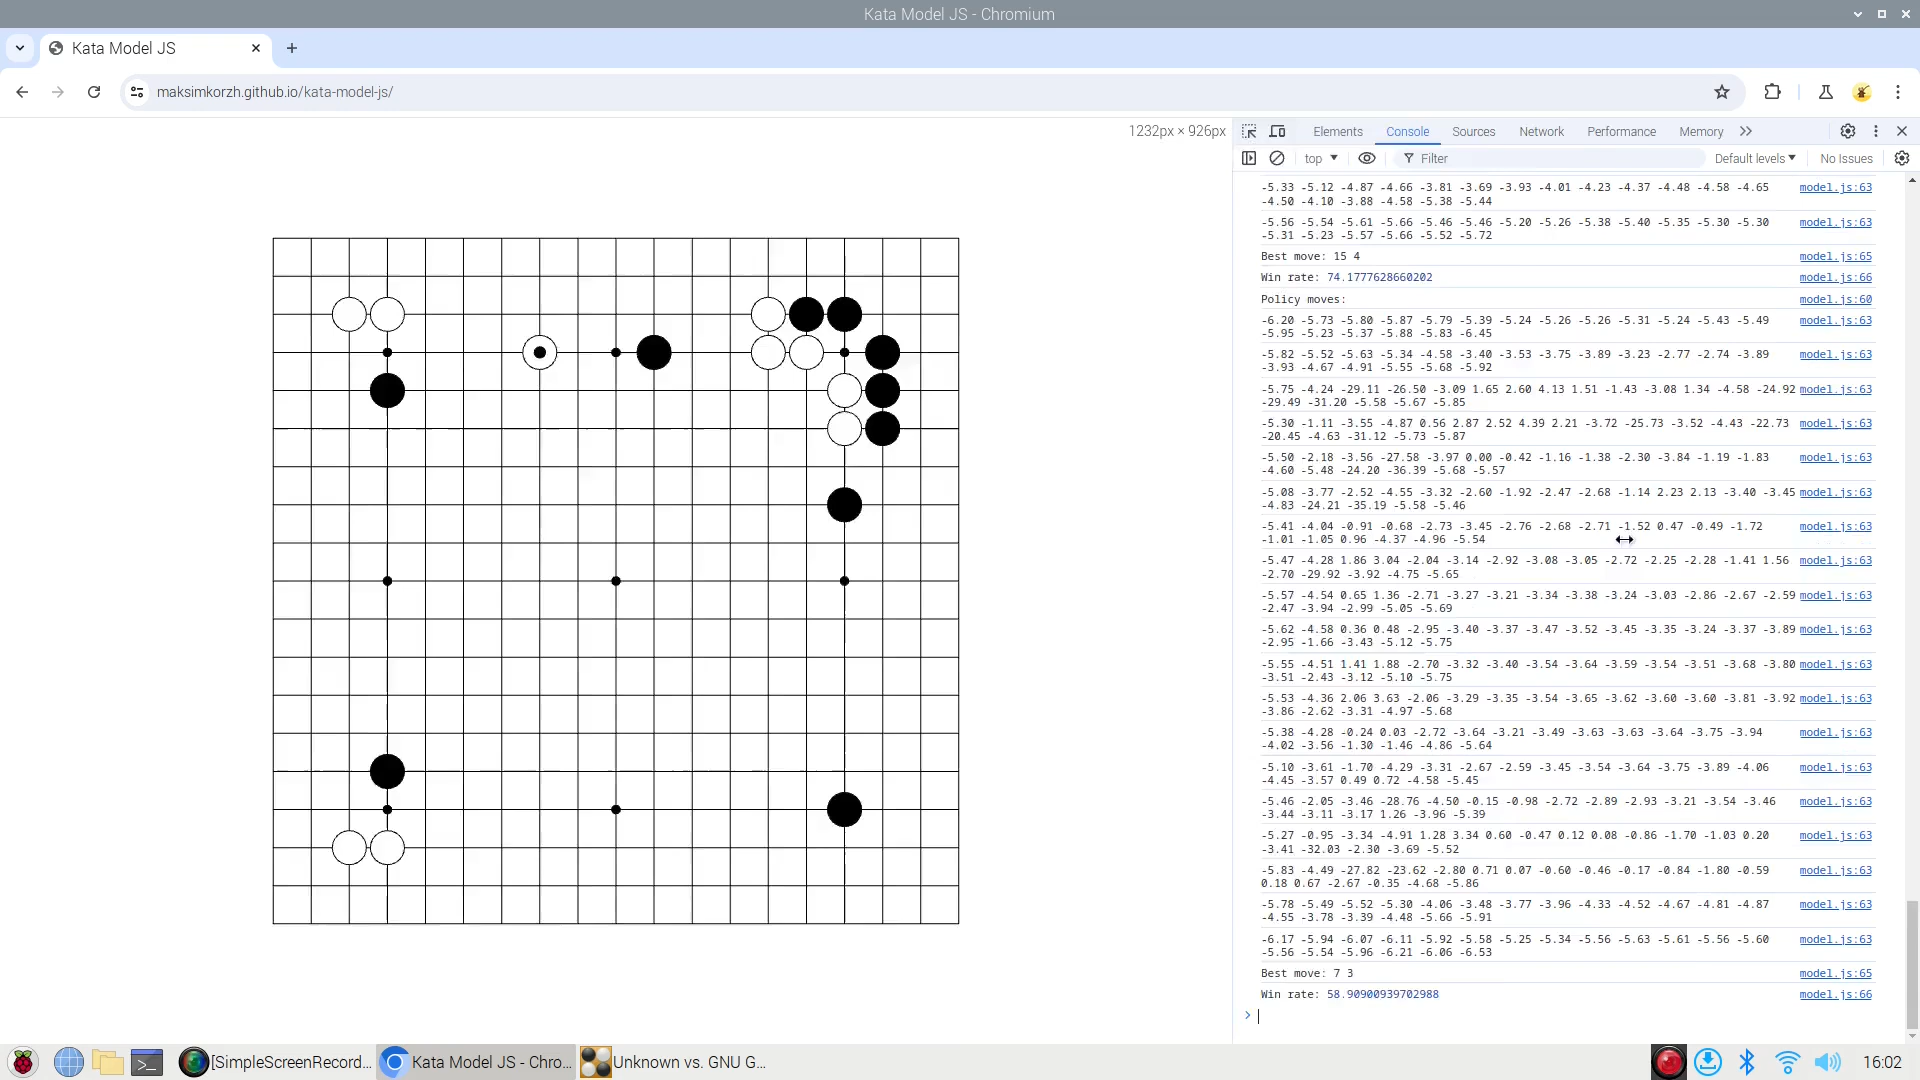 Kata Model JS - Chromium
Kata Model JS
maksimkorzh.github.io/kata-model-js/
1232px × 926px
Elements Console Sources Network Performance Memory
top Filter Default levels No Issues
-5.33 -5.12 -4.87 -4.66 -3.81 -3.69 -3.93 -4.01 -4.23 -4.37 -4.48 -4.58 -4.65 model.js:63
-4.50 -4.10 -3.88 -4.58 -5.38 -5.44
-5.56 -5.54 -5.61 -5.66 -5.46 -5.46 -5.20 -5.26 -5.38 -5.40 -5.35 -5.30 -5.30 model.js:63
-5.31 -5.23 -5.57 -5.66 -5.52 -5.72
Best move: 15 4 model.js:65
Win rate: 74.1777628660202 model.js:66
Policy moves: model.js:60
-6.20 -5.73 -5.80 -5.87 -5.79 -5.39 -5.24 -5.26 -5.26 -5.31 -5.24 -5.43 -5.49 model.js:63
-5.95 -5.23 -5.37 -5.88 -5.83 -6.45
-5.82 -5.52 -5.63 -5.34 -4.58 -3.40 -3.53 -3.75 -3.89 -3.23 -2.77 -2.74 -3.89 model.js:63
-3.93 -4.67 -4.91 -5.55 -5.68 -5.92
-5.75 -4.24 -29.11 -26.50 -3.09 1.65 2.60 4.13 1.51 -1.43 -3.08 1.34 -4.58 -24.92 model.js:63
-29.49 -31.20 -5.58 -5.67 -5.85
-5.30 -1.11 -3.55 -4.87 0.56 2.87 2.52 4.39 2.21 -3.72 -25.73 -3.52 -4.43 -22.73 model.js:63
-20.45 -4.63 -31.12 -5.73 -5.87
-5.50 -2.18 -3.56 -27.58 -3.97 0.00 -0.42 -1.16 -1.38 -2.30 -3.84 -1.19 -1.83 model.js:63
-4.60 -5.48 -24.20 -36.39 -5.68 -5.57
-5.08 -3.77 -2.52 -4.55 -3.32 -2.60 -1.92 -2.47 -2.68 -1.14 2.23 2.13 -3.40 -3.45 model.js:63
-4.83 -24.21 -35.19 -5.58 -5.46
-5.41 -4.04 -0.91 -0.68 -2.73 -3.45 -2.76 -2.68 -2.71 -1.52 0.47 -0.49 -1.72 model.js:63
-1.01 -1.05 0.96 -4.37 -4.96 -5.54
-5.47 -4.28 1.86 3.04 -2.04 -3.14 -2.92 -3.08 -3.05 -2.72 -2.25 -2.28 -1.41 1.56 model.js:63
-2.70 -29.92 -3.92 -4.75 -5.65
-5.57 -4.54 0.65 1.36 -2.71 -3.27 -3.21 -3.34 -3.38 -3.24 -3.03 -2.86 -2.67 -2.59 model.js:63
-2.47 -3.94 -2.99 -5.05 -5.69
-5.62 -4.58 0.36 0.48 -2.95 -3.40 -3.37 -3.47 -3.52 -3.45 -3.35 -3.24 -3.37 -3.89 model.js:63
-2.95 -1.66 -3.43 -5.12 -5.75
-5.55 -4.51 1.41 1.88 -2.70 -3.32 -3.40 -3.54 -3.64 -3.59 -3.54 -3.51 -3.68 -3.80 model.js:63
-3.51 -2.43 -3.12 -5.10 -5.75
-5.53 -4.36 2.06 3.63 -2.06 -3.29 -3.35 -3.54 -3.65 -3.62 -3.60 -3.60 -3.81 -3.92 model.js:63
-3.86 -2.62 -3.31 -4.97 -5.68
-5.38 -4.28 -0.24 0.03 -2.72 -3.64 -3.21 -3.49 -3.63 -3.63 -3.64 -3.75 -3.94 model.js:63
-4.02 -3.56 -1.30 -1.46 -4.86 -5.64
-5.10 -3.61 -1.70 -4.29 -3.31 -2.67 -2.59 -3.45 -3.54 -3.64 -3.75 -3.89 -4.06 model.js:63
-4.45 -3.57 0.49 0.72 -4.58 -5.45
-5.46 -2.05 -3.46 -28.76 -4.50 -0.15 -0.98 -2.72 -2.89 -2.93 -3.21 -3.54 -3.46 model.js:63
-3.44 -3.11 -3.17 1.26 -3.96 -5.39
-5.27 -0.95 -3.34 -4.91 1.28 3.34 0.60 -0.47 0.12 0.08 -0.86 -1.70 -1.03 0.20 model.js:63
-3.41 -32.03 -2.30 -3.69 -5.52
-5.83 -4.49 -27.82 -23.62 -2.80 0.71 0.07 -0.60 -0.46 -0.17 -0.84 -1.80 -0.59 model.js:63
0.18 0.67 -2.67 -0.35 -4.68 -5.86
-5.78 -5.49 -5.52 -5.30 -4.06 -3.48 -3.77 -3.96 -4.33 -4.52 -4.67 -4.81 -4.87 model.js:63
-4.55 -3.78 -3.39 -4.48 -5.66 -5.91
-6.17 -5.94 -6.07 -6.11 -5.92 -5.58 -5.25 -5.34 -5.56 -5.63 -5.61 -5.56 -5.60 model.js:63
-5.56 -5.54 -5.96 -6.21 -6.06 -6.53
Best move: 7 3 model.js:65
Win rate: 58.90900939702988 model.js:66
[SimpleScreenRecord... Kata Model JS - Chro... Unknown vs. GNU G... 16:02